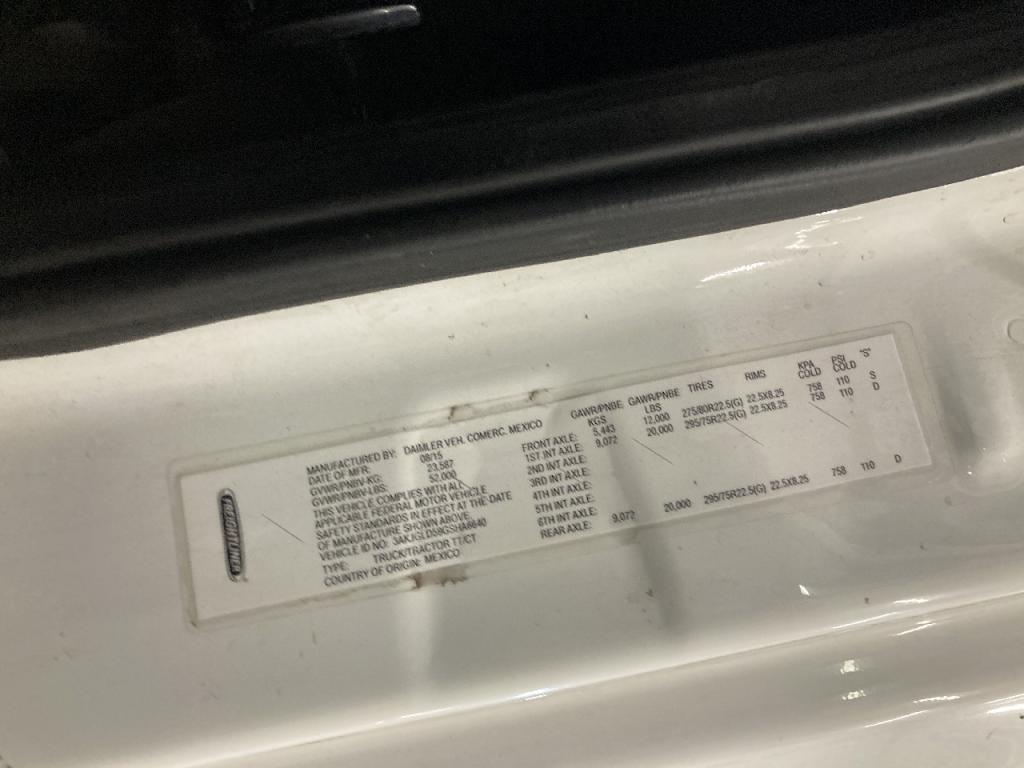 FREIGHTLINER
MANUFACTURED BY: DAIMLER VEH. COMERC. MEXICO
DATE OF MFR: 08/15
GVWR/PNBV-KG: 23,587
GVWR/PNBV-LBS: 52,000
THIS VEHICLE COMPLIES WITH ALL
APPLICABLE FEDERAL MOTOR VEHICLE
SAFETY STANDARDS IN EFFECT AT THE DATE
OF MANUFACTURE SHOWN ABOVE.
VEHICLE ID NO:
TYPE: TRUCK/TRACTOR TT/CT
COUNTRY OF ORIGIN: MEXICO
GAWR/PNBE KGS GAWR/PNBE LBS TIRES RIMS KPA COLD PSI COLD "S"
FRONT AXLE: 5,443 12,000 275/80R22.5(G) 22.5X8.25 758 110 S
1ST INT AXLE: 9,072 20,000 295/75R22.5(G) 22.5X8.25 758 110 D
2ND INT AXLE:
3RD INT AXLE:
4TH INT AXLE:
5TH INT AXLE:
6TH INT AXLE:
REAR AXLE: 9,072 20,000 295/75R22.5(G) 22.5X8.25 758 110 D